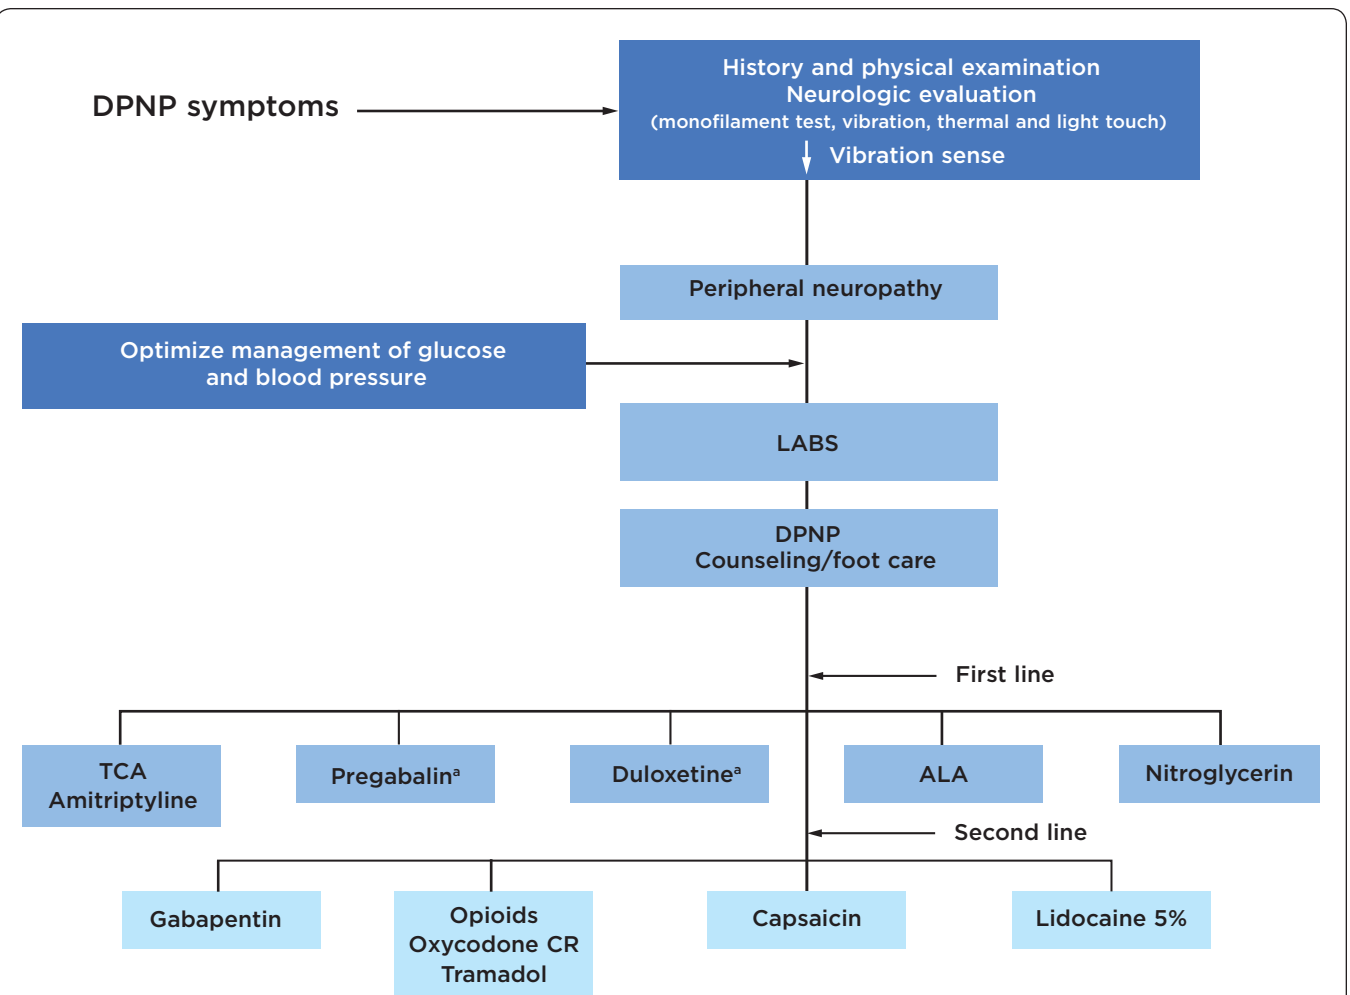 DPNP symptoms
History and physical examination
Neurologic evaluation
(monofilament test, vibration, thermal and light touch)
Vibration sense
Peripheral neuropathy
Optimize management of glucose
and blood pressure
LABS
DPNP
Counseling/foot care
First line
TCA
Amitriptyline
Pregabalinᵃ
Duloxetineᵃ
ALA
Nitroglycerin
Second line
Gabapentin
Opioids
Oxycodone CR
Tramadol
Capsaicin
Lidocaine 5%